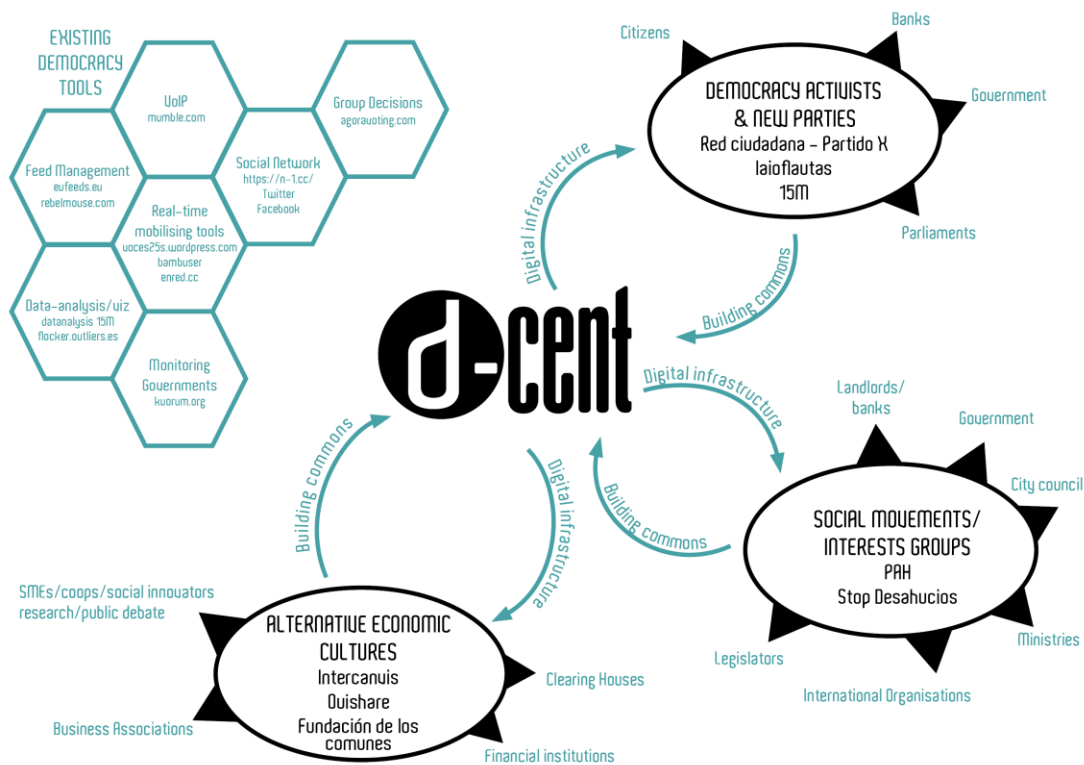 EXISTING
DEMOCRACY
TOOLS
VoIP
mumble.com
Group Decisions
agoravoting.com
Feed Management
eufeeds.eu
rebelmouse.com
Social Network
https://n-1.cc/
Twitter
Facebook
Real-time
mobilising tools
voces25s.wordpress.com
bambuser
enred.cc
Data-analysis/viz
datanalysis 15M
flocker.outliers.es
Monitoring
Governments
kuorum.org
Citizens
Banks
Government
Parliaments
DEMOCRACY ACTIVISTS
& NEW PARTIES
Red ciudadana - Partido X
Iaioflautas
15M
Digital infrastructure
Building commons
d-cent
Digital infrastructure
Building commons
Landlords/
banks
Government
City council
Ministries
International Organisations
Legislators
SOCIAL MOVEMENTS/
INTERESTS GROUPS
PAH
Stop Desahucios
Building commons
Digital infrastructure
SMEs/coops/social innovators
research/public debate
Business Associations
Clearing Houses
Financial institutions
ALTERNATIVE ECONOMIC
CULTURES
Intercanvis
Ouishare
Fundación de los
comunes